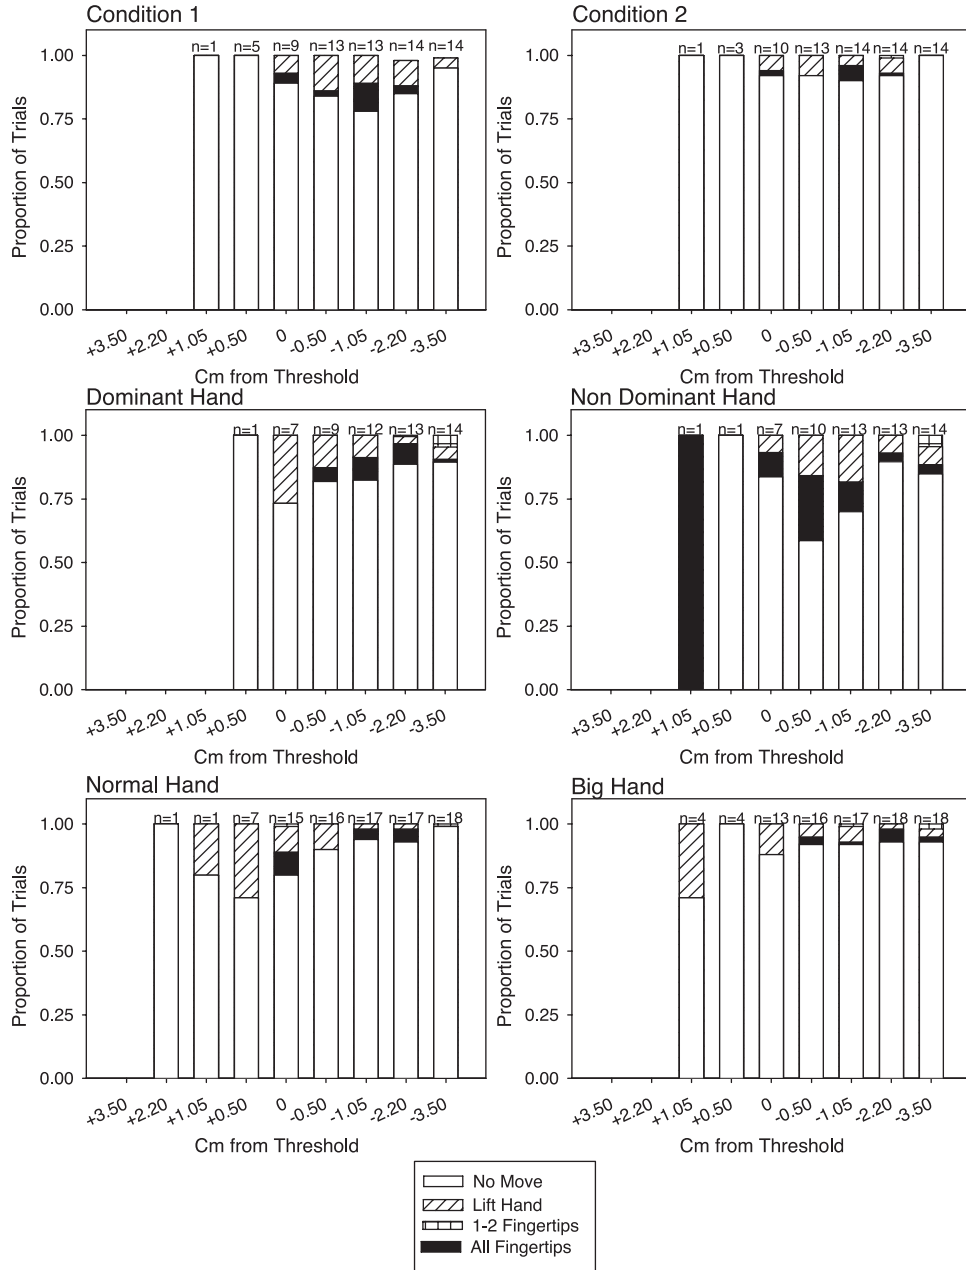 Condition 1
Condition 2
n=1 n=5 n=9 n=13 n=13 n=14 n=14
n=1 n=3 n=10 n=13 n=14 n=14 n=14
1.00
0.75
0.50
0.25
0.00
Proportion of Trials
+3.50 +2.20 +1.05 +0.50 0 -0.50 -1.05 -2.20 -3.50
Cm from Threshold
1.00
0.75
0.50
0.25
0.00
Proportion of Trials
+3.50 +2.20 +1.05 +0.50 0 -0.50 -1.05 -2.20 -3.50
Cm from Threshold
Dominant Hand
Non Dominant Hand
n=1 n=7 n=9 n=12 n=13 n=14
n=1 n=1 n=7 n=10 n=13 n=13 n=14
1.00
0.75
0.50
0.25
0.00
Proportion of Trials
+3.50 +2.20 +1.05 +0.50 0 -0.50 -1.05 -2.20 -3.50
Cm from Threshold
1.00
0.75
0.50
0.25
0.00
Proportion of Trials
+3.50 +2.20 +1.05 +0.50 0 -0.50 -1.05 -2.20 -3.50
Cm from Threshold
Normal Hand
Big Hand
n=1 n=1 n=7 n=15 n=16 n=17 n=17 n=18
n=4 n=4 n=13 n=16 n=17 n=18 n=18
1.00
0.75
0.50
0.25
0.00
Proportion of Trials
+3.50 +2.20 +1.05 +0.50 0 -0.50 -1.05 -2.20 -3.50
Cm from Threshold
1.00
0.75
0.50
0.25
0.00
Proportion of Trials
+3.50 +2.20 +1.05 +0.50 0 -0.50 -1.05 -2.20 -3.50
Cm from Threshold
No Move
Lift Hand
1-2 Fingertips
All Fingertips